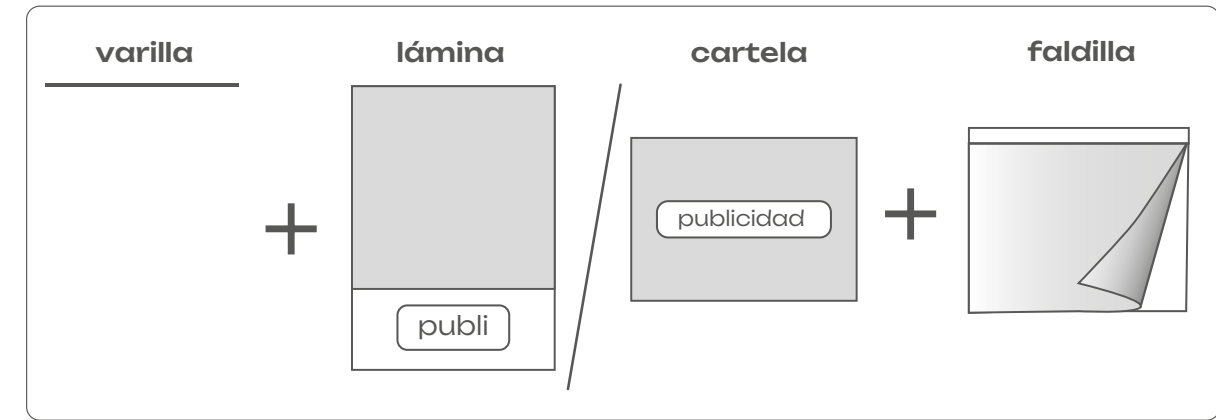 varilla
lámina
cartela
faldilla
publicidad
publi